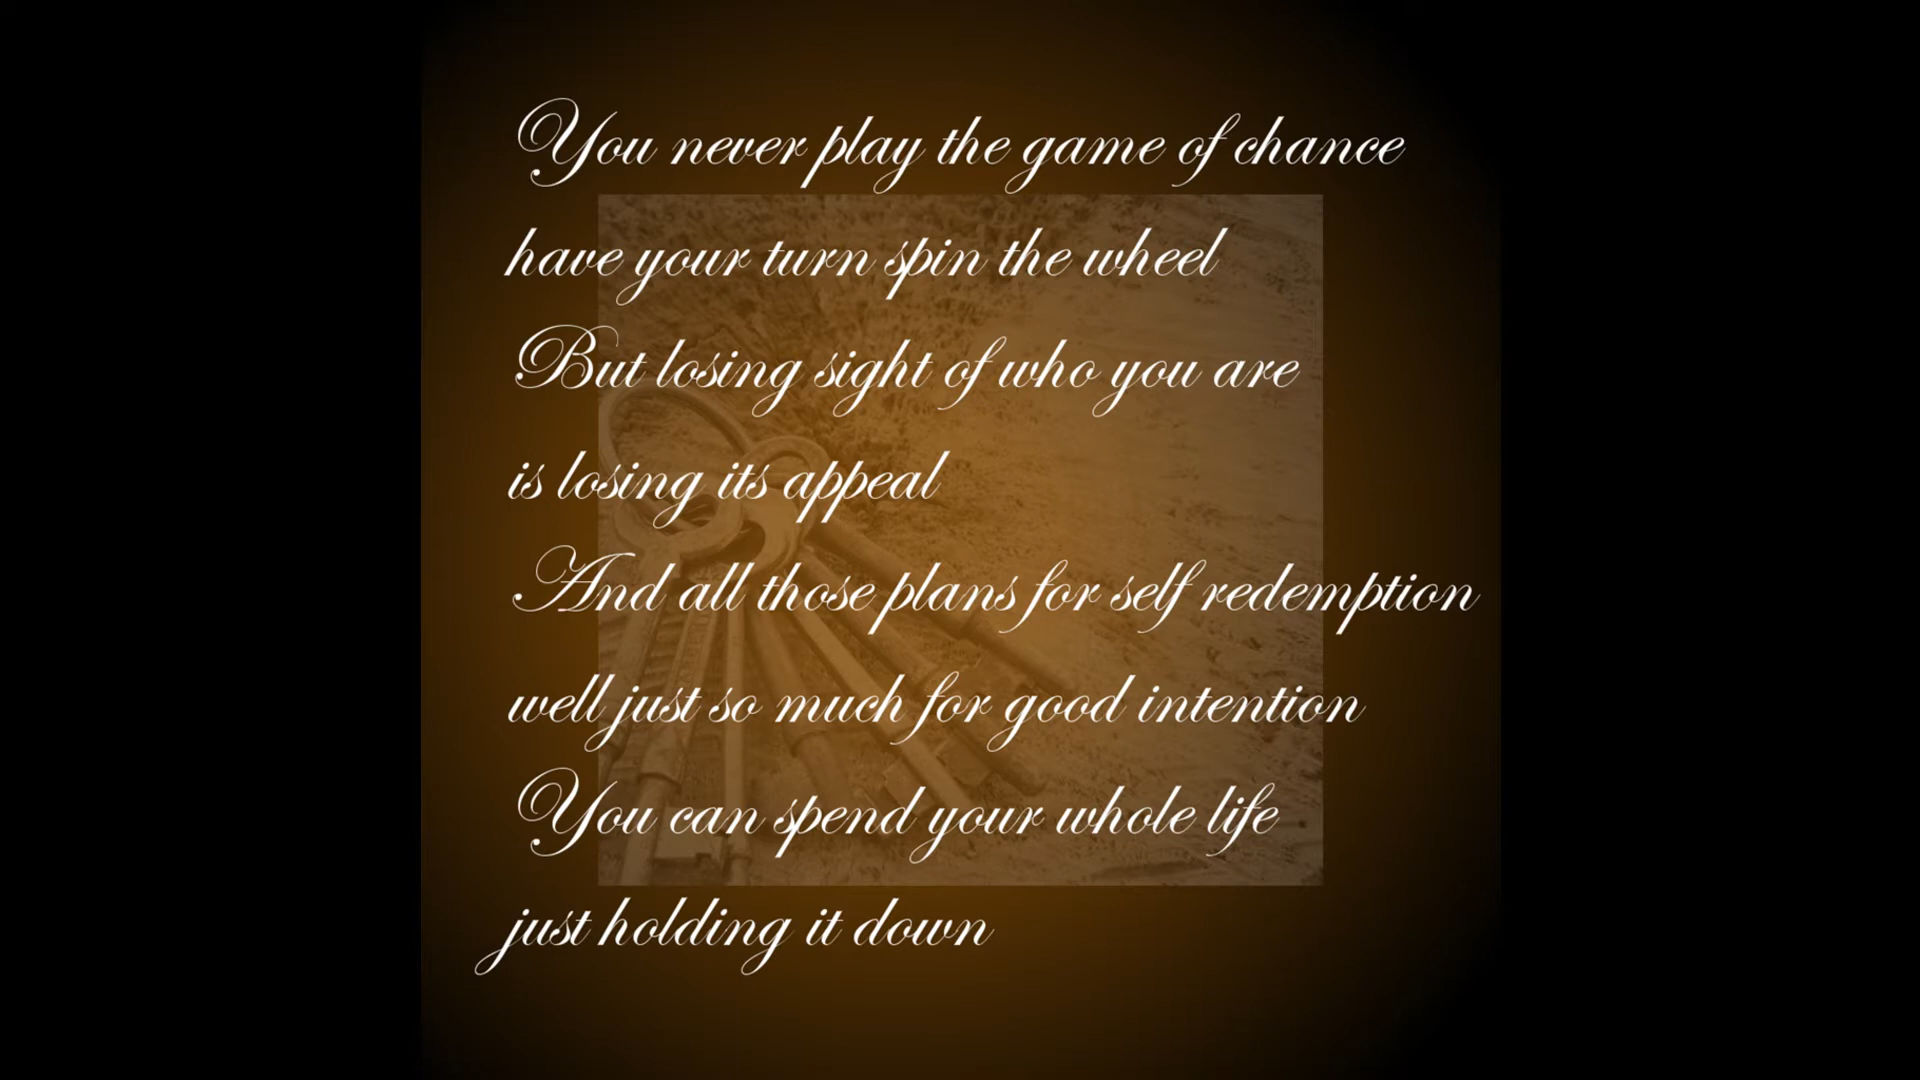 You never play the game of chance
have your turn spin the wheel
But losing sight of who you are
is losing its appeal
And all those plans for self redemption
well just so much for good intention
You can spend your whole life
just holding it down